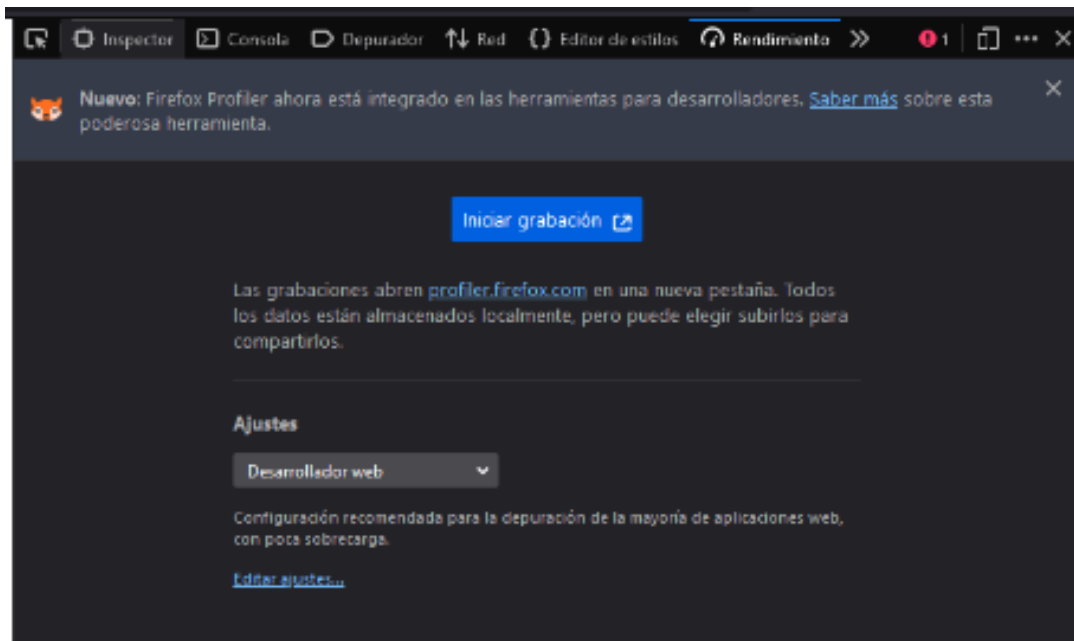 Inspector Consola Depurador Red Editor de estilos Rendimiento 1
Nuevo: Firefox Profiler ahora está integrado en las herramientas para desarrolladores. Saber más sobre esta
poderosa herramienta.
Iniciar grabación
Las grabaciones abren profiler.firefox.com en una nueva pestaña. Todos
los datos están almacenados localmente, pero puede elegir subirlos para
compartirlos.
Ajustes
Desarrollador web
Configuración recomendada para la depuración de la mayoría de aplicaciones web,
con poca sobrecarga.
Editar ajustes...